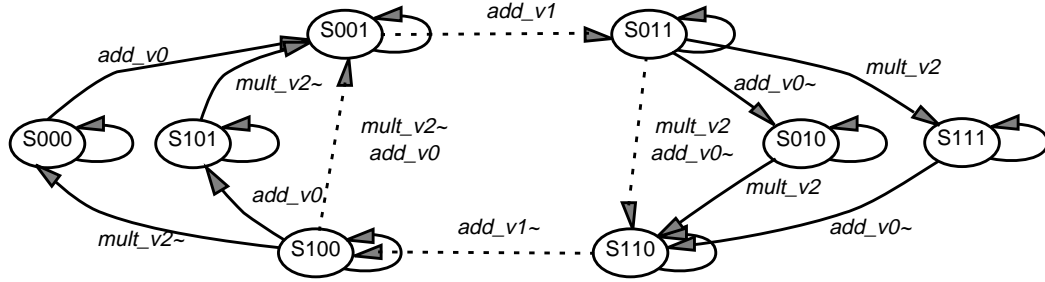 add_v1
S001
S011
add_v0
mult_v2~
add_v0~
mult_v2
S000
S101
mult_v2~
add_v0
mult_v2
add_v0~
S010
S111
add_v0
mult_v2
mult_v2~
add_v1~
add_v0~
S100
S110